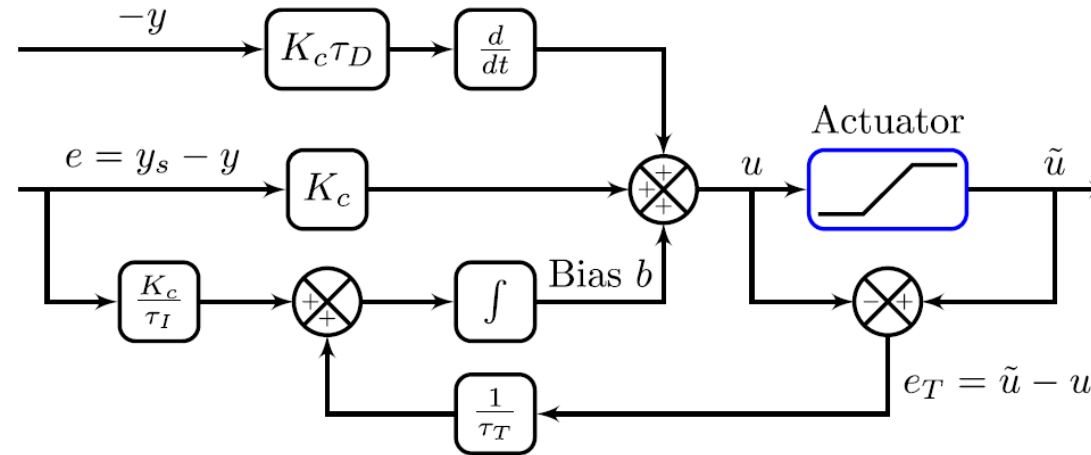 −y
K_c τ_D
d/dt
Actuator
e = y_s − y
K_c
+
+
+
u
ũ
K_c/τ_I
+
+
∫
Bias b
−
+
1/τ_T
e_T = ũ − u